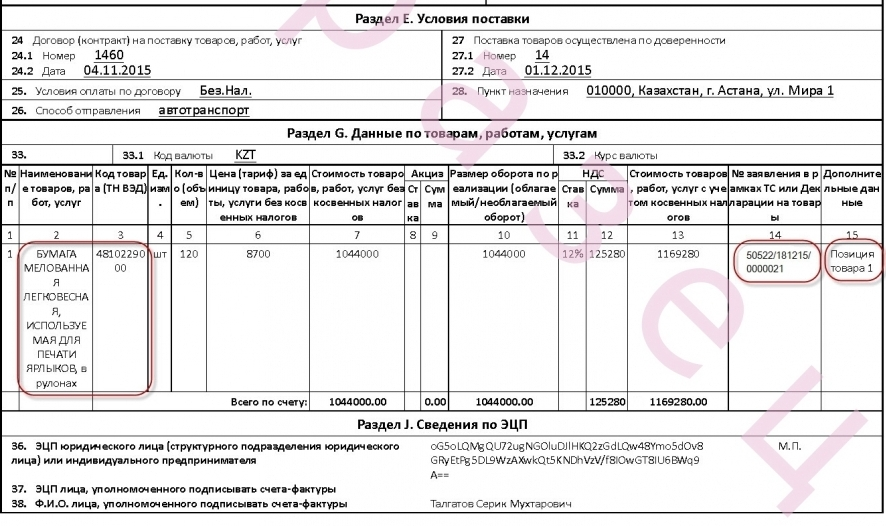 Раздел E. Условия поставки
24 Договор (контракт) на поставку товаров, работ, услуг
24.1 Номер 1460
24.2 Дата 04.11.2015
25. Условия оплаты по договору Без.Нал.
26. Способ отправления автотранспорт
27 Поставка товаров осуществлена по доверенности
27.1 Номер 14
27.2 Дата 01.12.2015
28. Пункт назначения 010000, Казахстан, г. Астана, ул. Мира 1
Раздел G. Данные по товарам, работам, услугам
33. 33.1 Код валюты KZT 33.2 Курс валюты
№ п/п
Наименование товаров, работ, услуг
Код товара (ТН ВЭД)
Ед. изм.
Кол-во (объем)
Цена (тариф) за единицу товара, работы, услуги без косвенных налогов
Стоимость товаров, работ, услуг без косвенных налогов
Акциз
Ставка
Сумма
Размер оборота по реализации (облагаемый/необлагаемый оборот)
НДС
Ставка
Сумма
Стоимость товаров, работ, услуг с учетом косвенных налогов
№ заявления в рамках ТС или Декларации на товары
Дополнительные данные
1 2 3 4 5 6 7 8 9 10 11 12 13 14 15
1
БУМАГА
МЕЛОВАННА
Я
ЛЕГКОВЕСНА
Я,
ИСПОЛЬЗУЕ
МАЯ ДЛЯ
ПЕЧАТИ
ЯРЛЫКОВ, в
рулонах
48102290
00
шт 120 8700 1044000 1044000 12% 125280 1169280
50522/181215/
0000021
Позиция
товара 1
Всего по счету: 1044000.00 0.00 1044000.00 125280 1169280.00
Раздел J. Сведения по ЭЦП
36. ЭЦП юридического лица (структурного подразделения юридического
лица) или индивидуального предпринимателя
М.П.
37. ЭЦП лица, уполномоченного подписывать счета-фактуры
38. Ф.И.О. лица, уполномоченного подписывать счета-фактуры Талгатов Серик Мухтарович